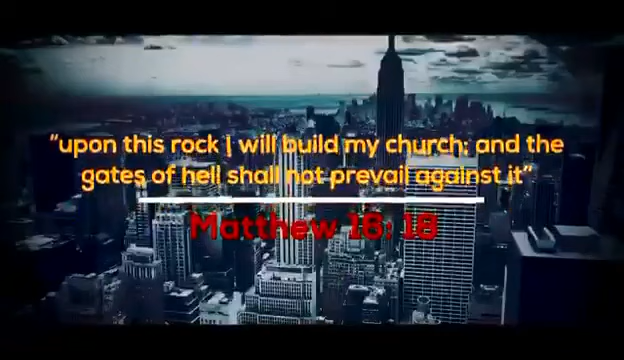 “upon this rock I will build my church; and the
gates of hell shall not prevail against it”
Matthew 16: 18